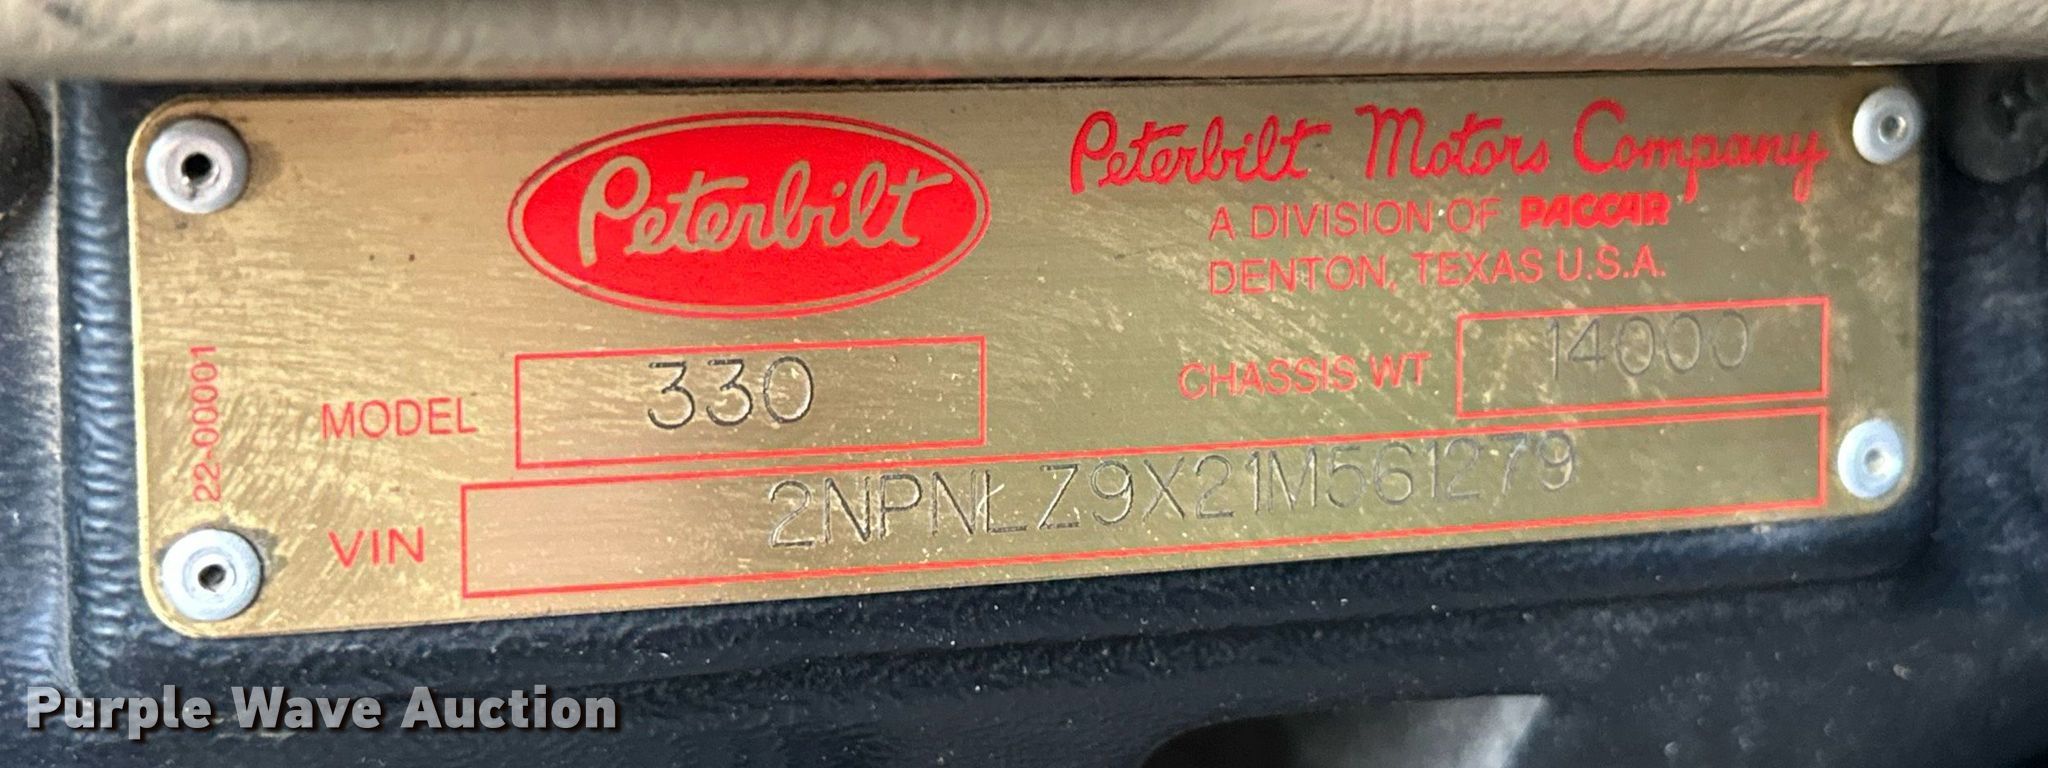 Peterbilt
Peterbilt Motors Company
A DIVISION OF PACCAR
DENTON, TEXAS U.S.A.
22-00001
MODEL 330
CHASSIS WT 14000
VIN 2NPNLZ9X21M561279
Purple Wave Auction